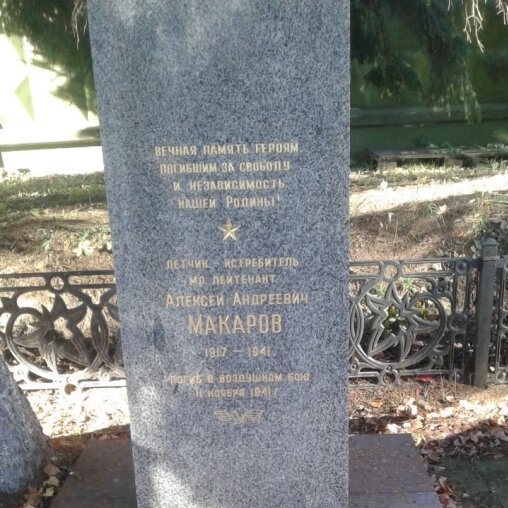 ВЕЧНАЯ ПАМЯТЬ ГЕРОЯМ
ПОГИБШИМ ЗА СВОБОДУ
И НЕЗАВИСИМОСТЬ
НАШЕЙ РОДИНЫ!
ЛЕТЧИК - ИСТРЕБИТЕЛЬ
МЛ. ЛЕЙТЕНАНТ
АЛЕКСЕЙ АНДРЕЕВИЧ
МАКАРОВ
1917 — 1941
ПОГИБ В ВОЗДУШНОМ БОЮ
11 НОЯБРЯ 1941 Г.